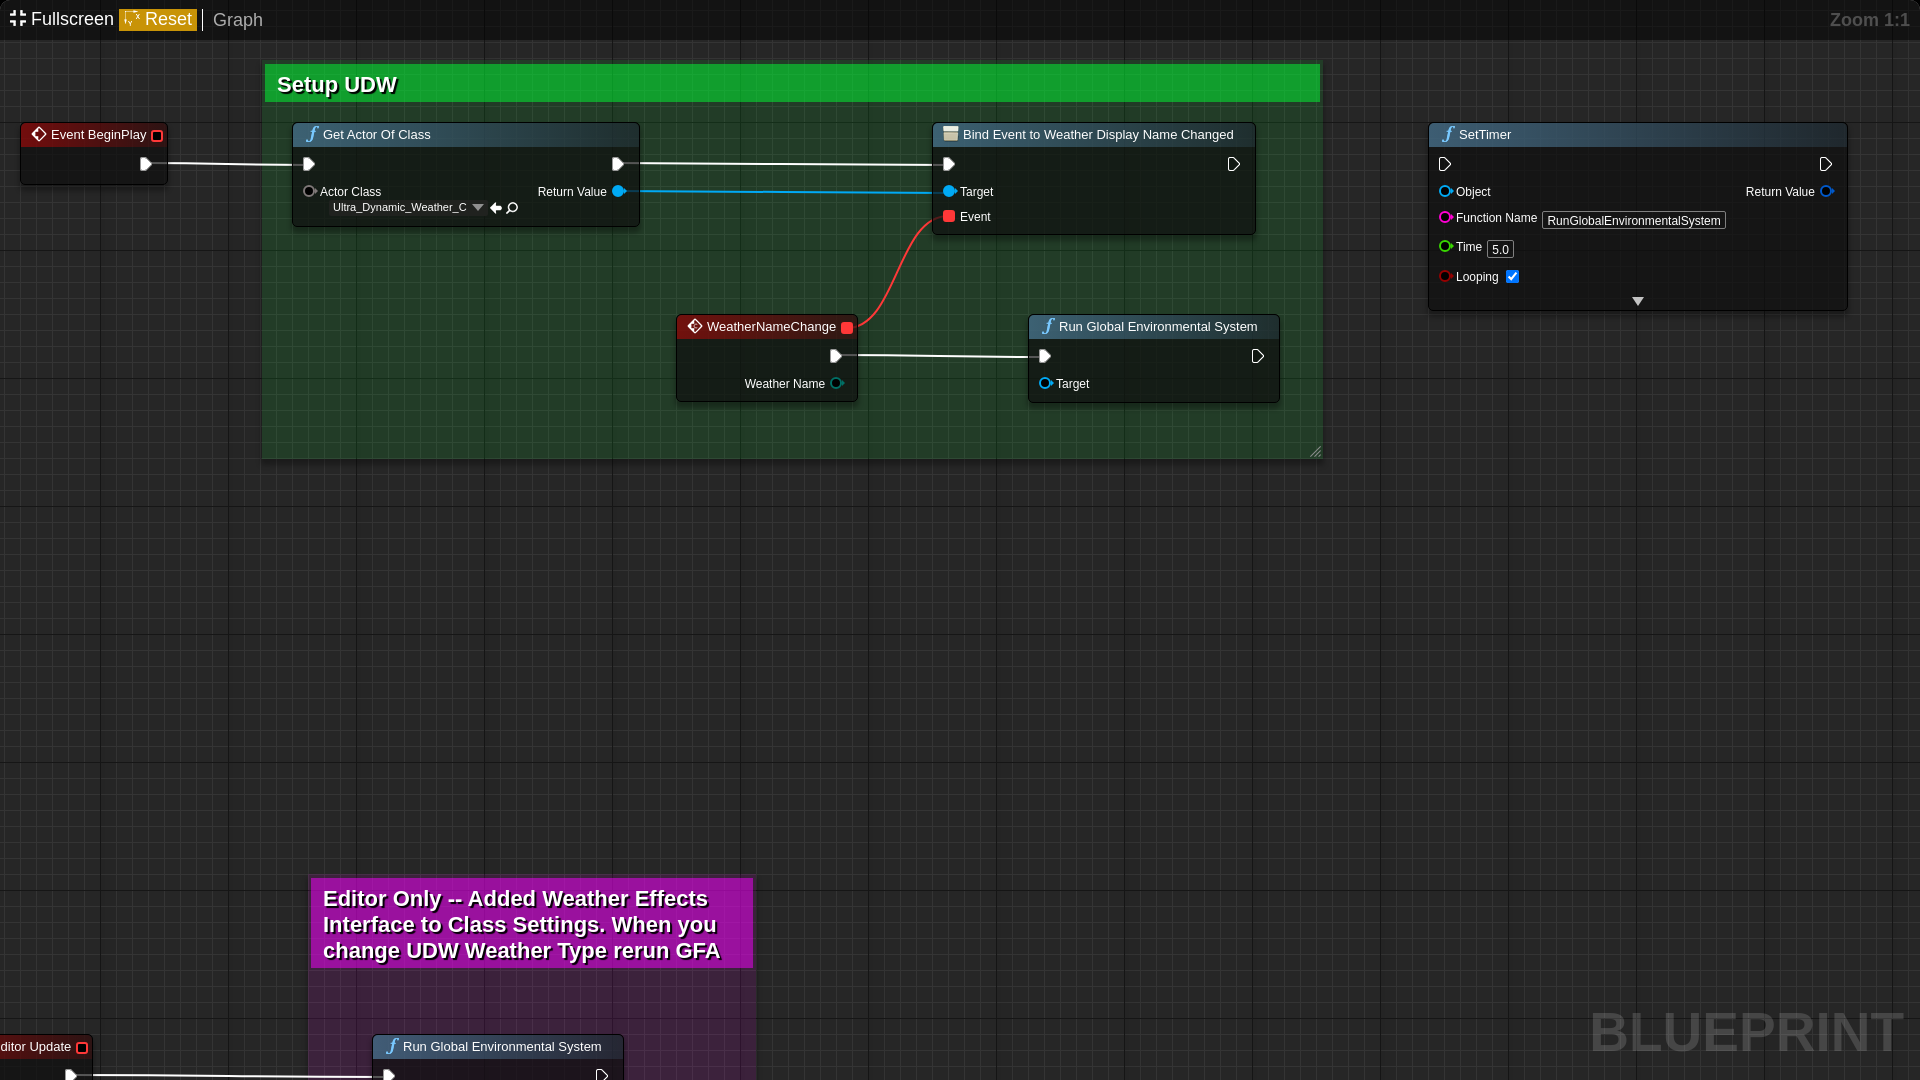 Fullscreen Reset Graph Zoom 1:1
Setup UDW
Event BeginPlay
Get Actor Of Class
Actor Class
Return Value
Ultra_Dynamic_Weather_C
Bind Event to Weather Display Name Changed
Target
Event
SetTimer
Object
Return Value
Function Name RunGlobalEnvironmentalSystem
Time 5.0
Looping
WeatherNameChange
Weather Name
Run Global Environmental System
Target
Editor Only -- Added Weather Effects
Interface to Class Settings. When you
change UDW Weather Type rerun GFA
ditor Update
Run Global Environmental System
BLUEPRINT